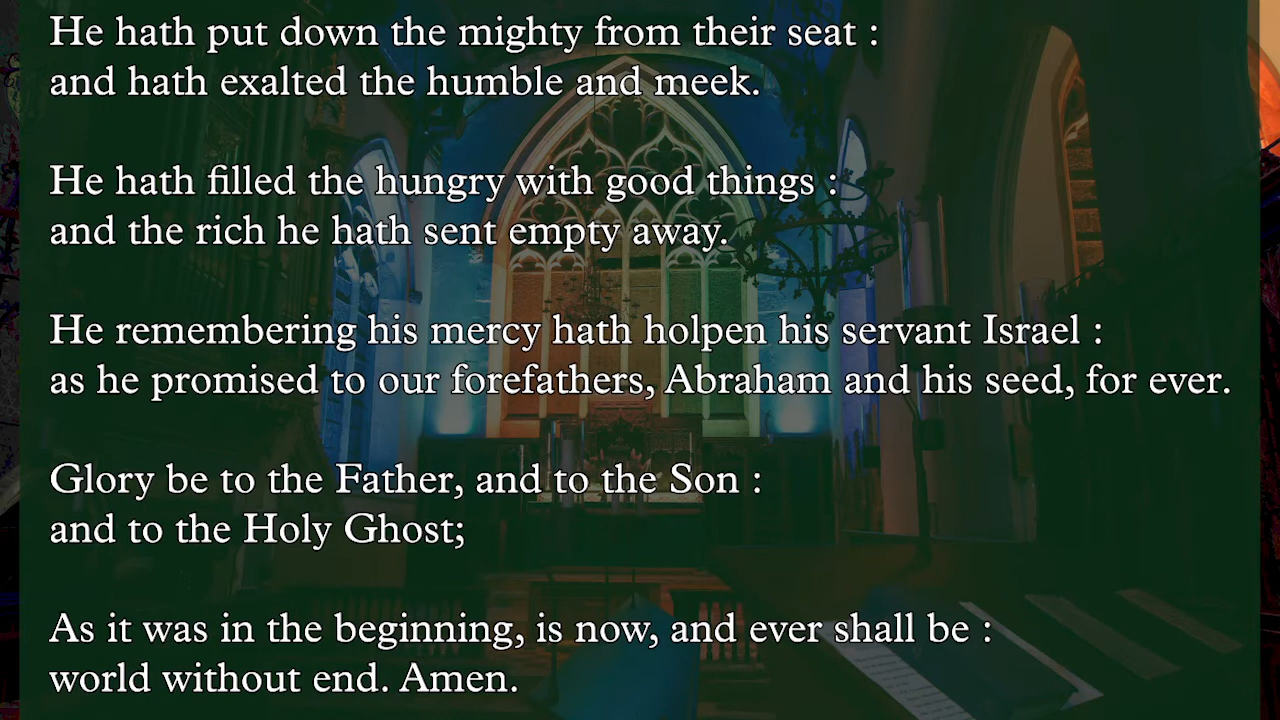 He hath put down the mighty from their seat :
and hath exalted the humble and meek.
He hath filled the hungry with good things :
and the rich he hath sent empty away.
He remembering his mercy hath holpen his servant Israel :
as he promised to our forefathers, Abraham and his seed, for ever.
Glory be to the Father, and to the Son :
and to the Holy Ghost;
As it was in the beginning, is now, and ever shall be :
world without end. Amen.